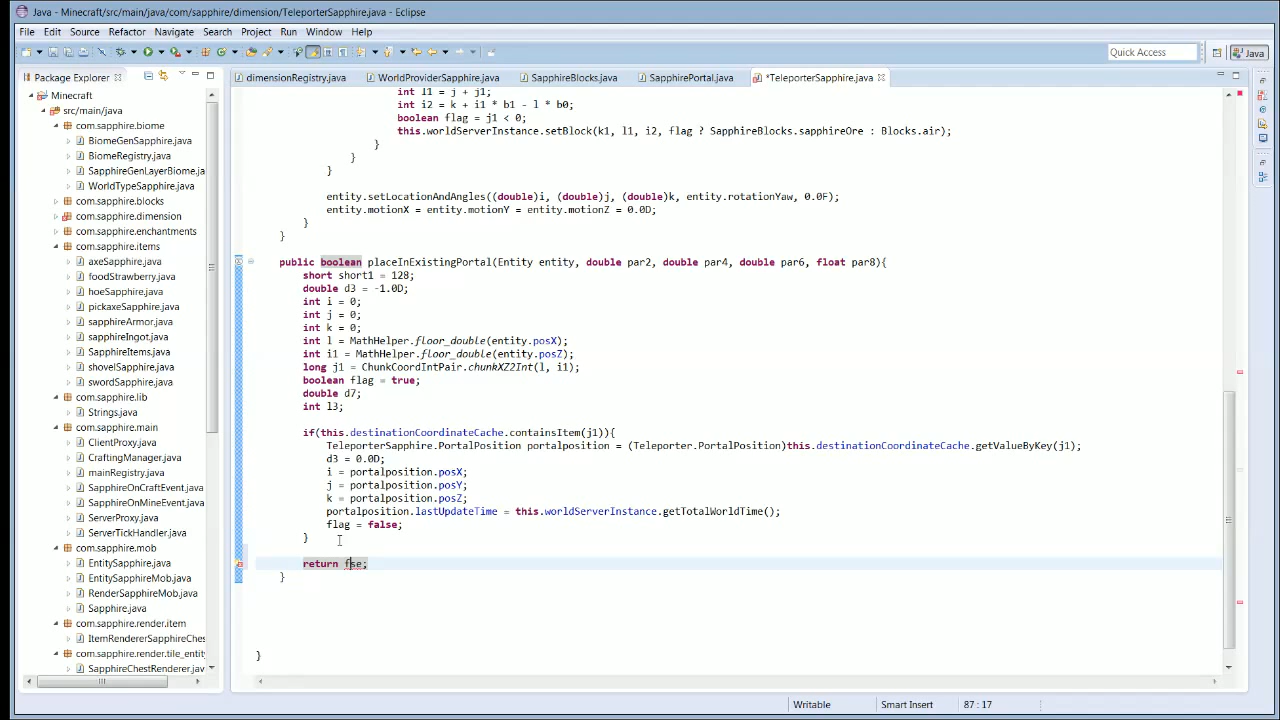 Java - Minecraft/src/main/java/com/sapphire/dimension/TeleporterSapphire.java - Eclipse
File Edit Source Refactor Navigate Search Project Run Window Help
Quick Access
Java
Package Explorer
dimensionRegistry.java
WorldProviderSapphire.java
SapphireBlocks.java
SapphirePortal.java
*TeleporterSapphire.java
Minecraft
src/main/java
com.sapphire.biome
BiomeGenSapphire.java
BiomeRegistry.java
SapphireGenLayerBiome.ja
WorldTypeSapphire.java
com.sapphire.blocks
com.sapphire.dimension
com.sapphire.enchantments
com.sapphire.items
axeSapphire.java
foodStrawberry.java
hoeSapphire.java
pickaxeSapphire.java
sapphireArmor.java
sapphireIngot.java
SapphireItems.java
shovelSapphire.java
swordSapphire.java
com.sapphire.lib
Strings.java
com.sapphire.main
ClientProxy.java
CraftingManager.java
mainRegistry.java
SapphireOnCraftEvent.java
SapphireOnMineEvent.java
ServerProxy.java
ServerTickHandler.java
com.sapphire.mob
EntitySapphire.java
EntitySapphireMob.java
RenderSapphireMob.java
Sapphire.java
com.sapphire.render.item
ItemRendererSapphireChes
com.sapphire.render.tile_entity
SapphireChestRenderer.java
int l1 = j + j1;
int i2 = k + i1 * b1 - l * b0;
boolean flag = j1 < 0;
this.worldServerInstance.setBlock(k1, l1, i2, flag ? SapphireBlocks.sapphireOre : Blocks.air);
}
}
}
entity.setLocationAndAngles((double)i, (double)j, (double)k, entity.rotationYaw, 0.0F);
entity.motionX = entity.motionY = entity.motionZ = 0.0D;
}
}
public boolean placeInExistingPortal(Entity entity, double par2, double par4, double par6, float par8){
short short1 = 128;
double d3 = -1.0D;
int i = 0;
int j = 0;
int k = 0;
int l = MathHelper.floor_double(entity.posX);
int i1 = MathHelper.floor_double(entity.posZ);
long j1 = ChunkCoordIntPair.chunkXZ2Int(l, i1);
boolean flag = true;
double d7;
int l3;
if(this.destinationCoordinateCache.containsItem(j1)){
TeleporterSapphire.PortalPosition portalposition = (Teleporter.PortalPosition)this.destinationCoordinateCache.getValueByKey(j1);
d3 = 0.0D;
i = portalposition.posX;
j = portalposition.posY;
k = portalposition.posZ;
portalposition.lastUpdateTime = this.worldServerInstance.getTotalWorldTime();
flag = false;
}
return fse;
}
}
Writable Smart Insert 87 : 17